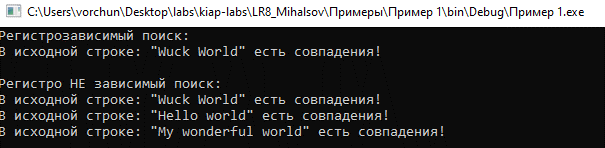 C:\Users\vorchun\Desktop\labs\kiap-labs\LR8_Mihalsov\Примеры\Пример 1\bin\Debug\Пример 1.exe
Регистрозависимый поиск:
В исходной строке: "Wuck World" есть совпадения!
Регистро НЕ зависимый поиск:
В исходной строке: "Wuck World" есть совпадения!
В исходной строке: "Hello world" есть совпадения!
В исходной строке: "My wonderful world" есть совпадения!